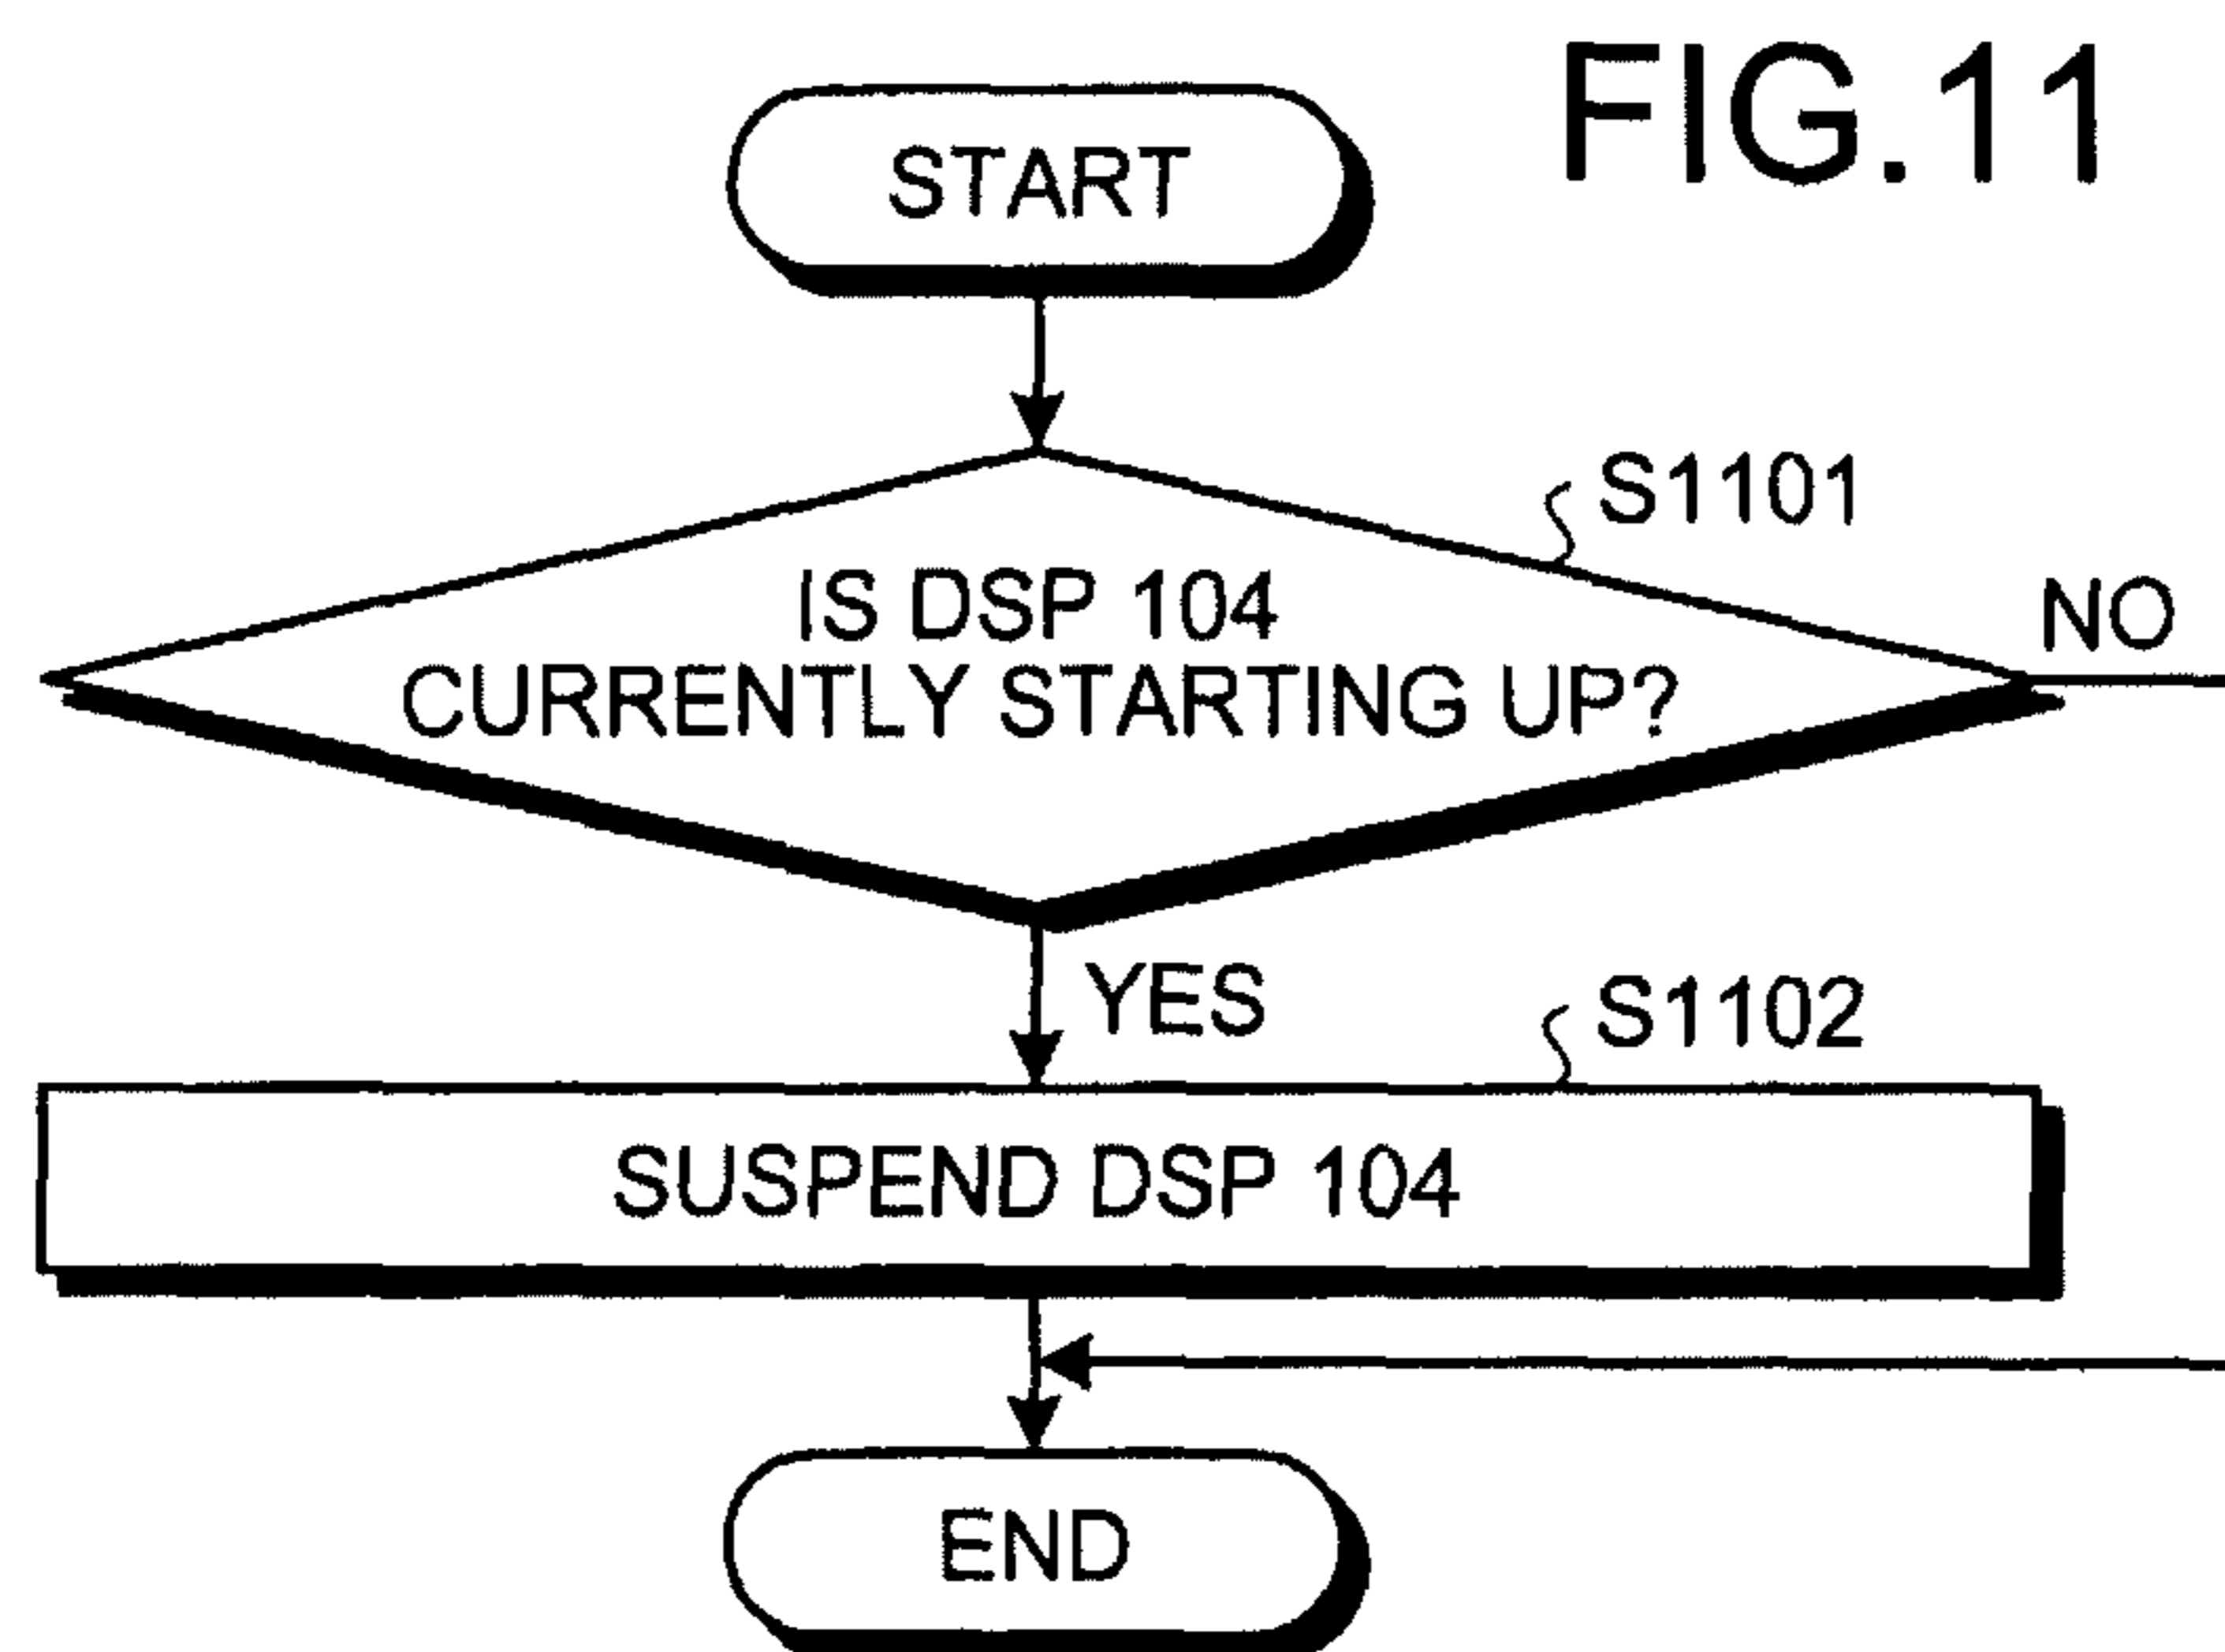 FIG.11
START
S1101
IS DSP 104
CURRENTLY STARTING UP?
NO
YES
S1102
SUSPEND DSP 104
END